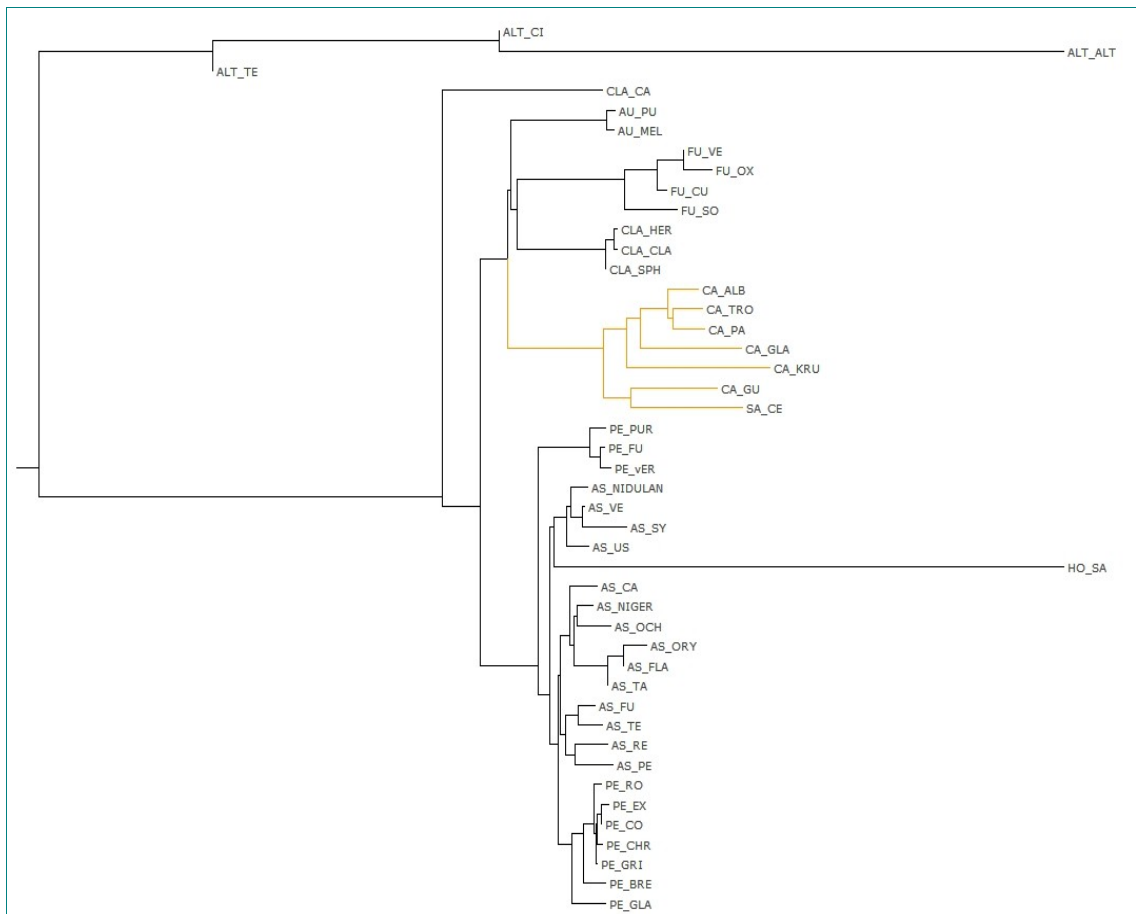 ALT_CI
ALT_ALT
ALT_TE
CLA_CA
AU_PU
AU_MEL
FU_VE
FU_OX
FU_CU
FU_SO
CLA_HER
CLA_CLA
CLA_SPH
CA_ALB
CA_TRO
CA_PA
CA_GLA
CA_KRU
CA_GU
SA_CE
PE_PUR
PE_FU
PE_vER
AS_NIDULAN
AS_VE
AS_SY
AS_US
HO_SA
AS_CA
AS_NIGER
AS_OCH
AS_ORY
AS_FLA
AS_TA
AS_FU
AS_TE
AS_RE
AS_PE
PE_RO
PE_EX
PE_CO
PE_CHR
PE_GRI
PE_BRE
PE_GLA